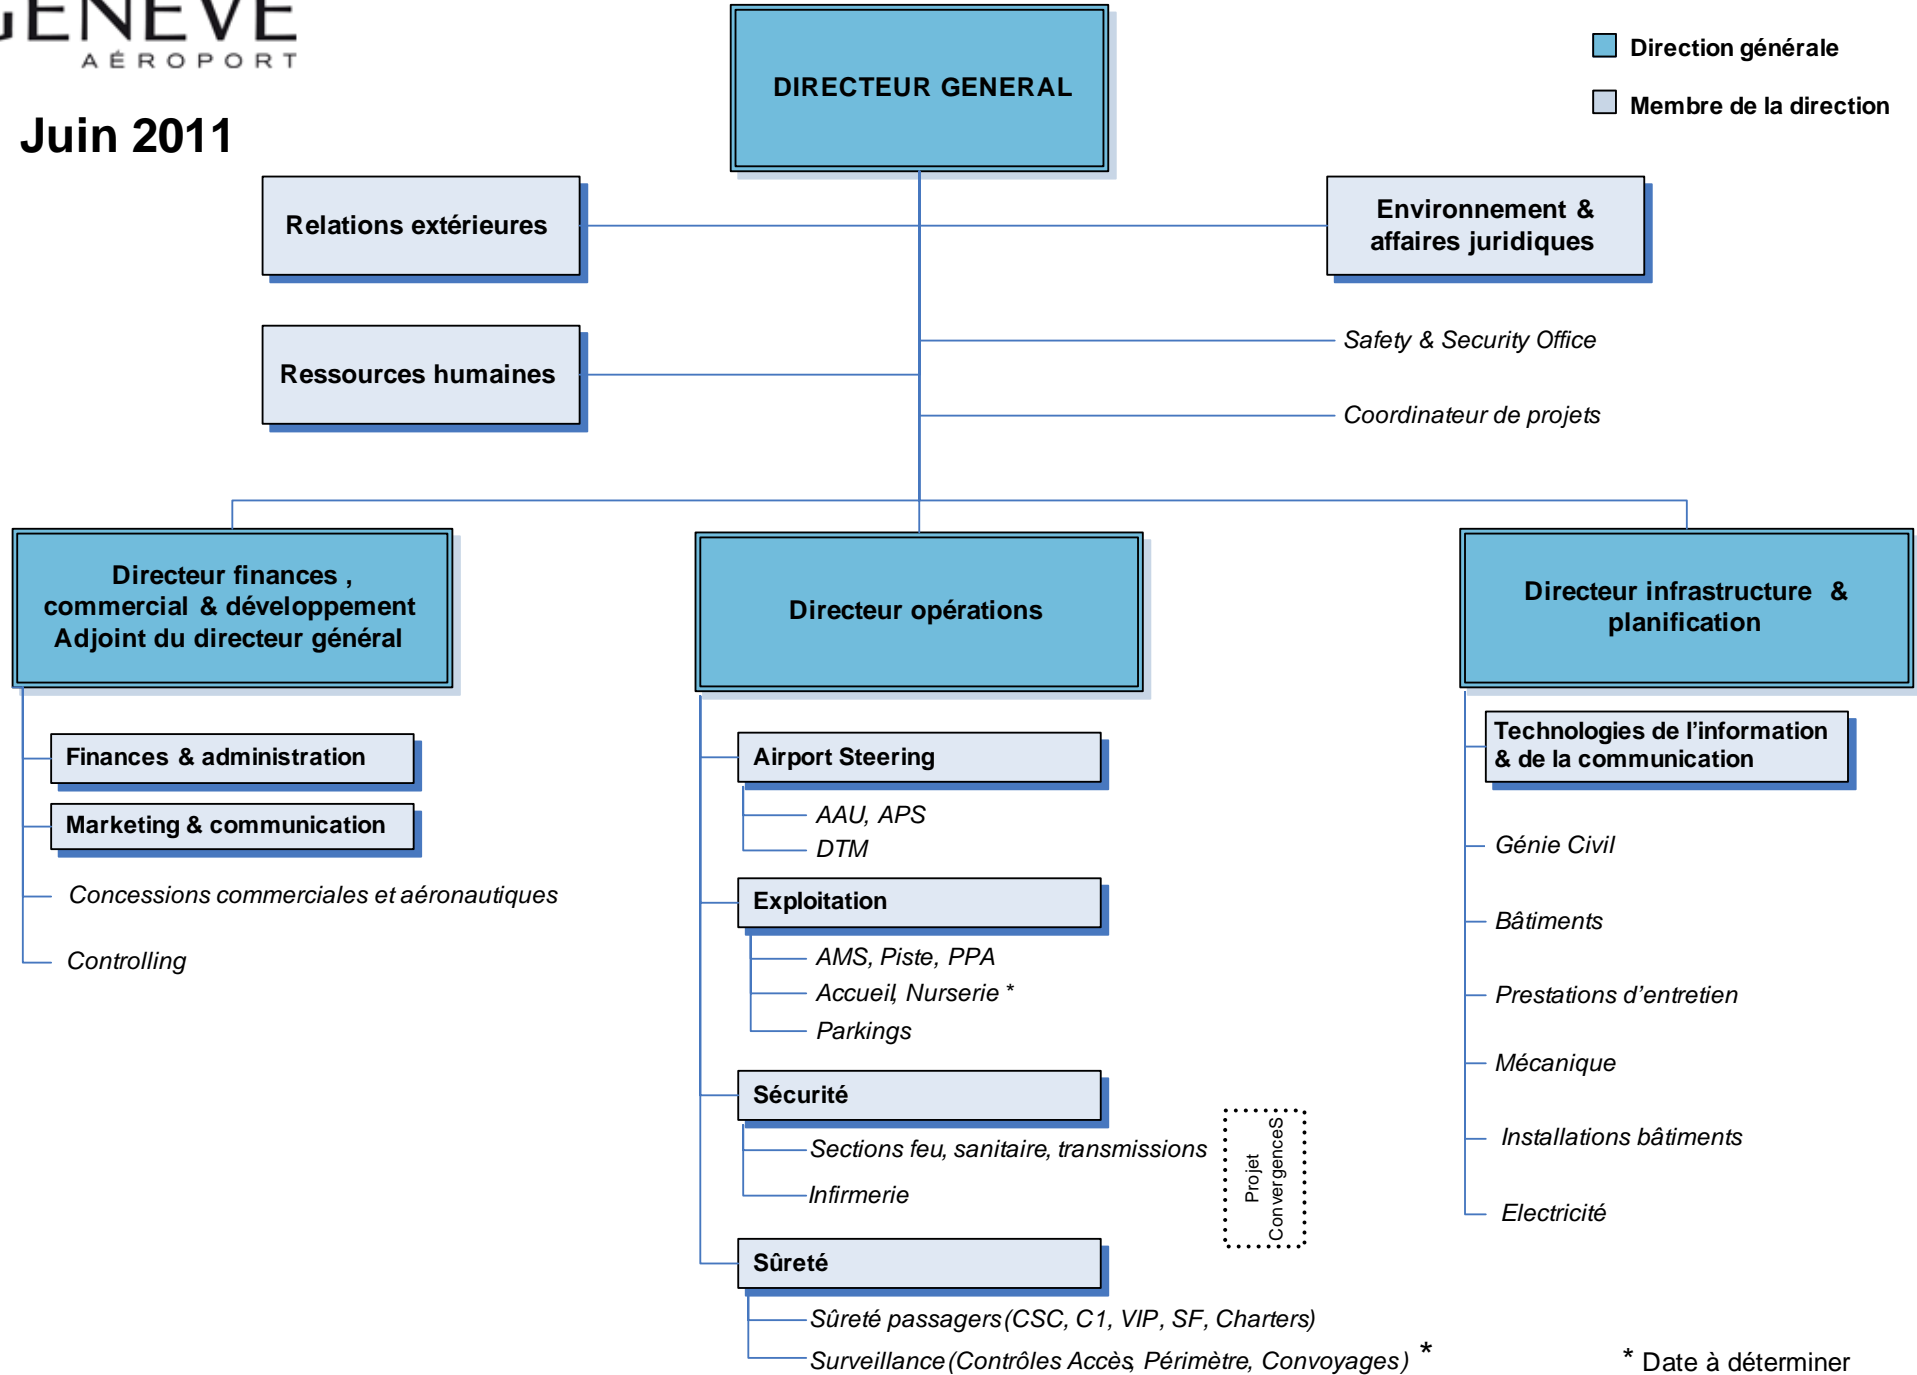 GENEVE
AÉROPORT
Juin 2011
DIRECTEUR GENERAL
Direction générale
Membre de la direction
Relations extérieures
Environnement &
affaires juridiques
Ressources humaines
Safety & Security Office
Coordinateur de projets
Directeur finances ,
commercial & développement
Adjoint du directeur général
Directeur opérations
Directeur infrastructure &
planification
Finances & administration
Marketing & communication
Concessions commerciales et aéronautiques
Controlling
Airport Steering
AAU, APS
DTM
Exploitation
AMS, Piste, PPA
Accueil, Nurserie *
Parkings
Sécurité
Sections feu, sanitaire, transmissions
Infirmerie
Projet
ConvergenceS
Sûreté
Sûreté passagers (CSC, C1, VIP, SF, Charters)
Surveillance (Contrôles Accès, Périmètre, Convoyages) *
Technologies de l’information
& de la communication
Génie Civil
Bâtiments
Prestations d’entretien
Mécanique
Installations bâtiments
Electricité
* Date à déterminer